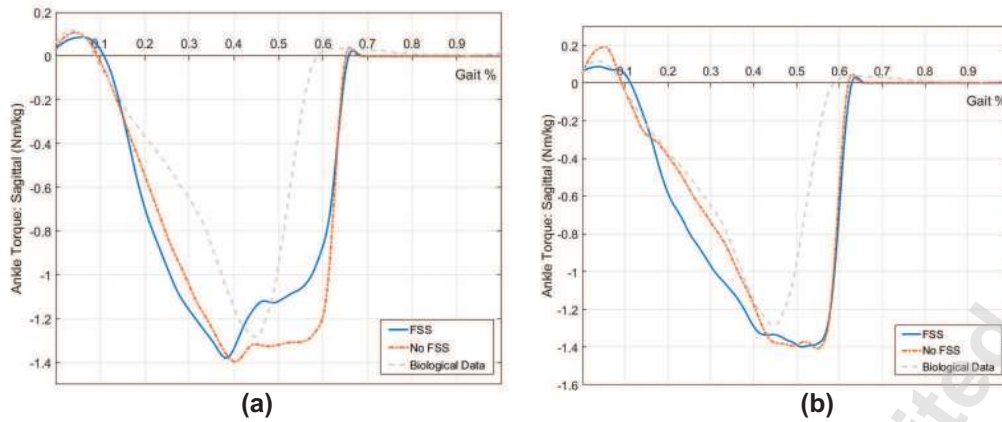 0.2
0
-0.2
-0.4
-0.6
-0.8
-1
-1.2
-1.4
0.1 0.2 0.3 0.4 0.5 0.6 0.7 0.8 0.9
Gait %
Ankle Torque: Sagittal (Nm/kg)
FSS
No FSS
Biological Data
(a)
0.2
0
-0.2
-0.4
-0.6
-0.8
-1
-1.2
-1.4
-1.6
0.1 0.2 0.3 0.4 0.5 0.6 0.7 0.8 0.9
Gait %
Ankle Torque: Sagittal (Nm/kg)
FSS
No FSS
Biological Data
(b)